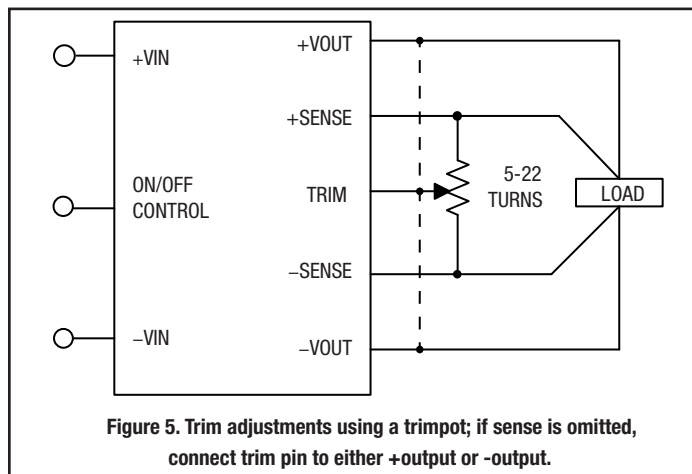 +VOUT
+VIN
+SENSE
5-22
TURNS
ON/OFF
CONTROL
TRIM
LOAD
−SENSE
−VIN
−VOUT
Figure 5. Trim adjustments using a trimpot; if sense is omitted,
connect trim pin to either +output or -output.